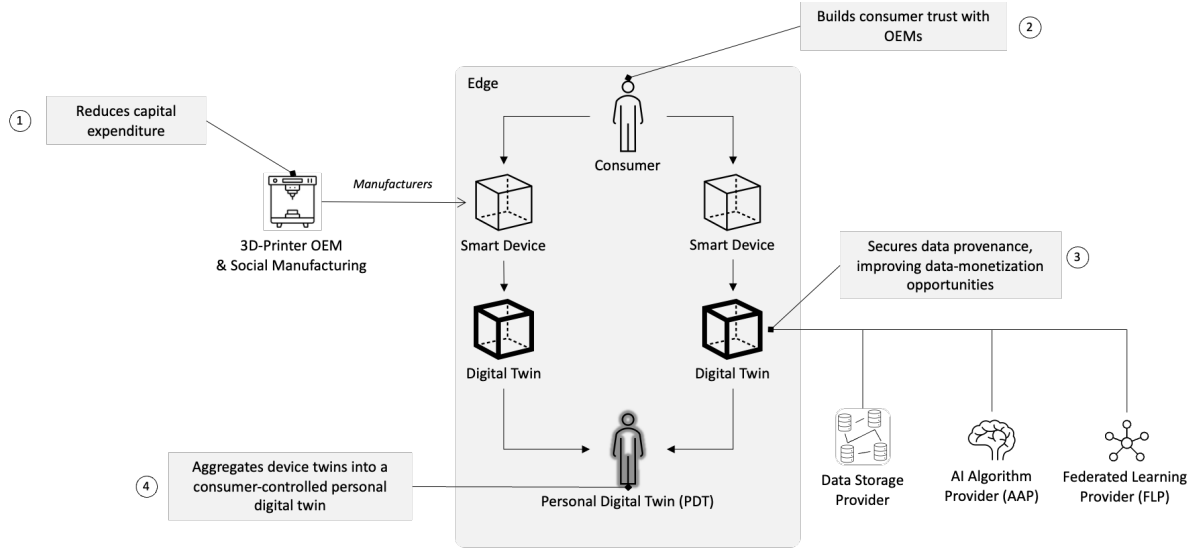 Builds consumer trust with
OEMs
2
Edge
1
Reduces capital
expenditure
Consumer
Manufacturers
3D-Printer OEM
& Social Manufacturing
Smart Device
Smart Device
Secures data provenance,
improving data-monetization
opportunities
3
Digital Twin
Digital Twin
4
Aggregates device twins into a
consumer-controlled personal
digital twin
Personal Digital Twin (PDT)
Data Storage
Provider
AI Algorithm
Provider (AAP)
Federated Learning
Provider (FLP)